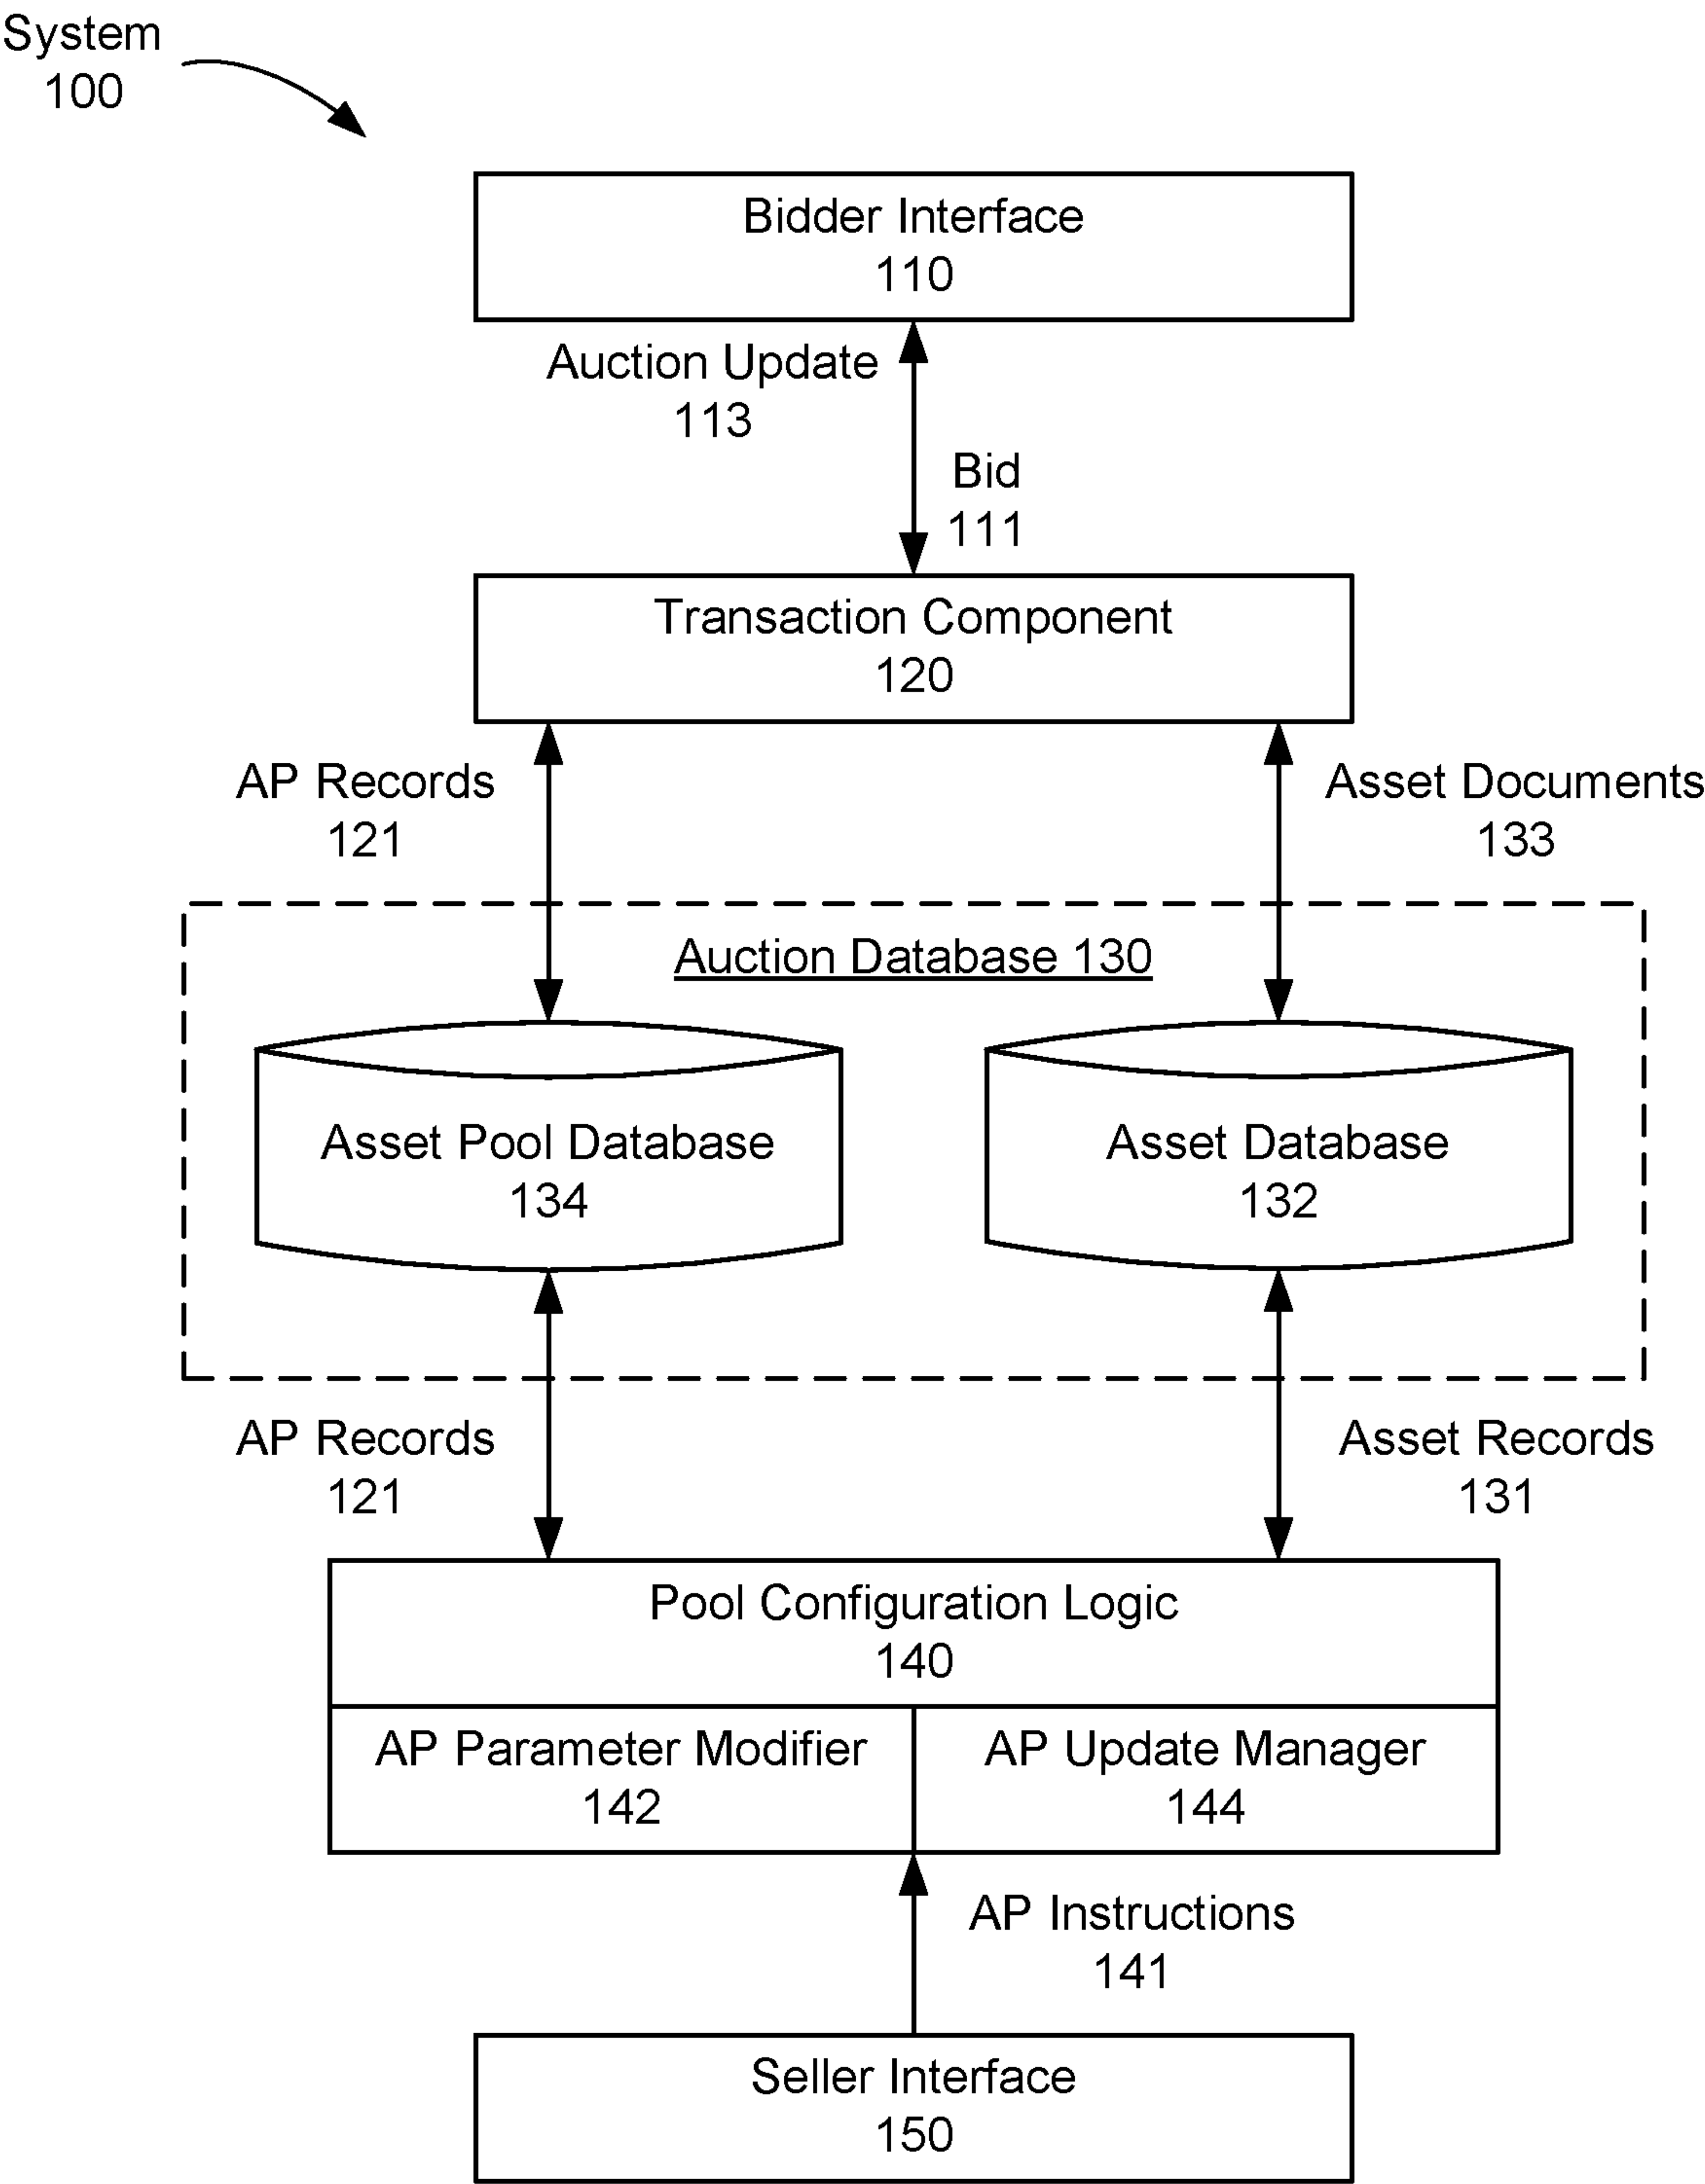 System
100
Bidder Interface
110
Auction Update
113
Bid
111
Transaction Component
120
AP Records
121
Asset Documents
133
Auction Database 130
Asset Pool Database
134
Asset Database
132
AP Records
121
Asset Records
131
Pool Configuration Logic
140
AP Parameter Modifier
142
AP Update Manager
144
AP Instructions
141
Seller Interface
150